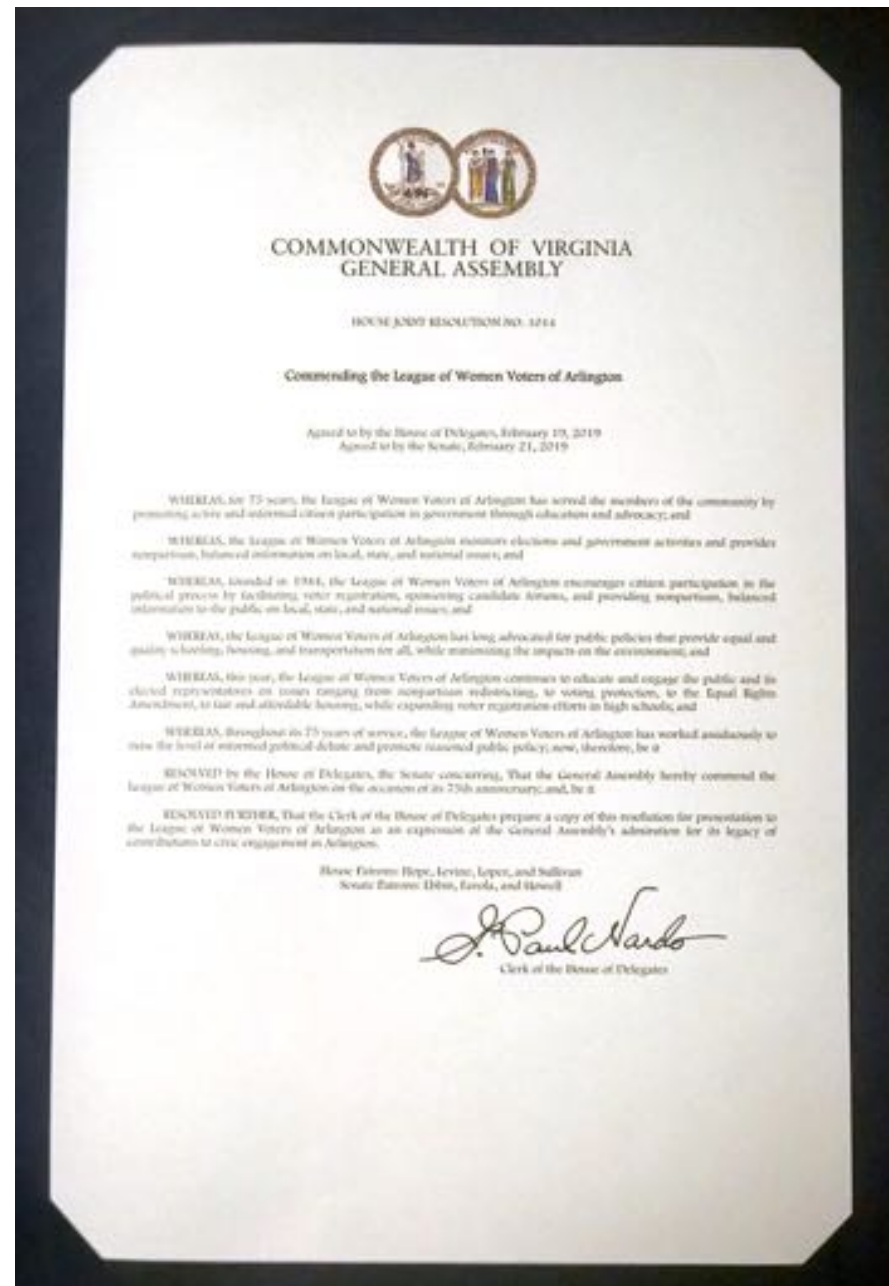 COMMONWEALTH OF VIRGINIA
GENERAL ASSEMBLY
HOUSE JOINT RESOLUTION NO.
Commending the League of Women Voters of Arlington
Agreed to by the House of Delegates, February 19, 2019
Agreed to by the Senate, February 21, 2019
WHEREAS, for 75 years, the League of Women Voters of Arlington has served the members of the community by
promoting active and informed citizen participation in government through education and advocacy; and
WHEREAS, the League of Women Voters of Arlington monitors elections and government activities and provides
nonpartisan, balanced information on local, state, and national issues; and
WHEREAS, founded in 1944, the League of Women Voters of Arlington encourages citizen participation in the
political process by facilitating voter registration, sponsoring candidate forums, and providing nonpartisan, balanced
information to the public on local, state, and national issues; and
WHEREAS, the League of Women Voters of Arlington has long advocated for public policies that provide equal and
quality schooling, housing, and transportation for all, while minimizing the impacts on the environment; and
WHEREAS, this year, the League of Women Voters of Arlington continues to educate and engage the public and its
elected representatives on issues ranging from nonpartisan redistricting, to voting protection, to the Equal Rights
Amendment, to fair and affordable housing, while expanding voter registration efforts in high schools; and
WHEREAS, throughout its 75 years of service, the League of Women Voters of Arlington has worked assiduously to
raise the level of informed political debate and promote reasoned public policy; now, therefore, be it
RESOLVED by the House of Delegates, the Senate concurring, That the General Assembly hereby commend the
League of Women Voters of Arlington on the occasion of its 75th anniversary; and, be it
RESOLVED FURTHER, That the Clerk of the House of Delegates prepare a copy of this resolution for presentation to
the League of Women Voters of Arlington as an expression of the General Assembly's admiration for its legacy of
contributions to civic engagement in Arlington.
House Patrons: Hope, Levine, Lopez, and Sullivan
Senate Patrons: Ebbin, Favola, and Howell
Paul Nardo
Clerk of the House of Delegates